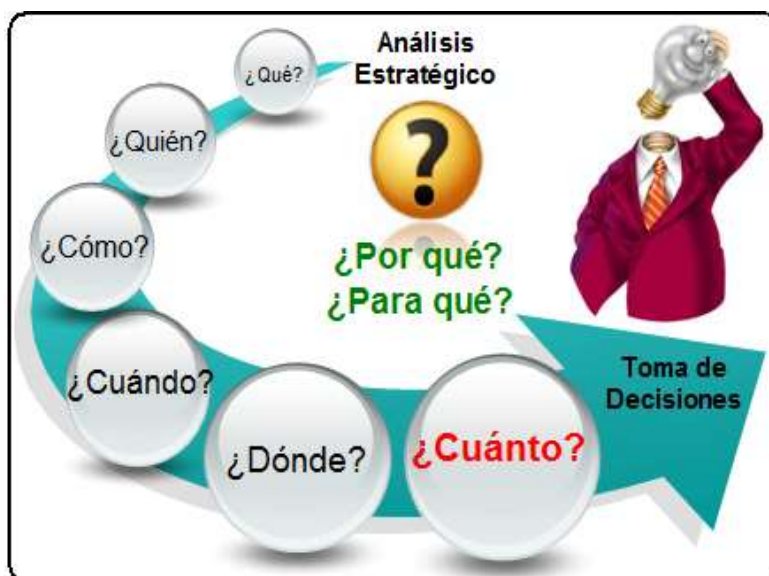 Análisis
Estratégico
¿Qué?
¿Quién?
¿Cómo?
¿Cuándo?
¿Dónde?
¿Cuánto?
?
¿Por qué?
¿Para qué?
Toma de
Decisiones